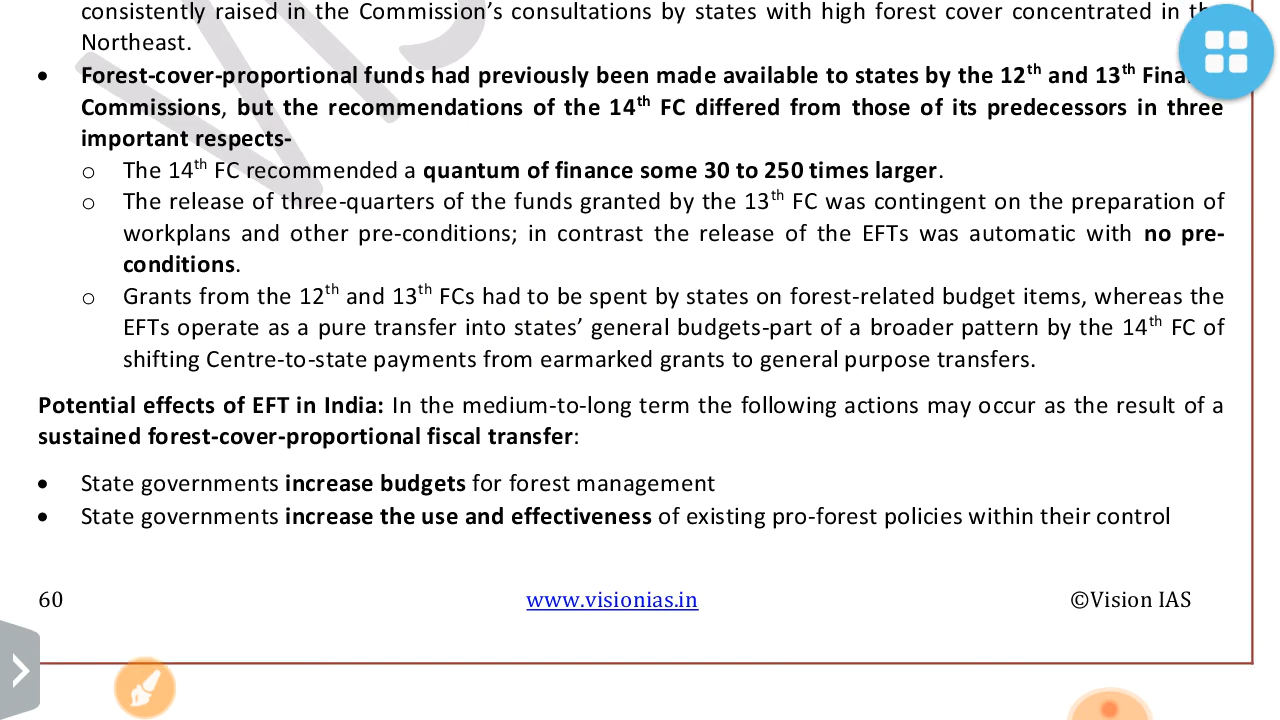 consistently raised in the Commission's consultations by states with high forest cover concentrated in
Northeast.
• Forest-cover-proportional funds had previously been made available to states by the 12th and 13th
Commissions, but the recommendations of the 14th FC differed from those of its predecessors in three
important respects-
o The 14th FC recommended a quantum of finance some 30 to 250 times larger.
o The release of three-quarters of the funds granted by the 13th FC was contingent on the preparation of
workplans and other pre-conditions; in contrast the release of the EFTs was automatic with no pre-
conditions.
o Grants from the 12th and 13th FCs had to be spent by states on forest-related budget items, whereas the
EFTs operate as a pure transfer into states' general budgets-part of a broader pattern by the 14th FC of
shifting Centre-to-state payments from earmarked grants to general purpose transfers.
Potential effects of EFT in India: In the medium-to-long term the following actions may occur as the result of a
sustained forest-cover-proportional fiscal transfer:
• State governments increase budgets for forest management
• State governments increase the use and effectiveness of existing pro-forest policies within their control
60 www.visionias.in ©Vision IAS